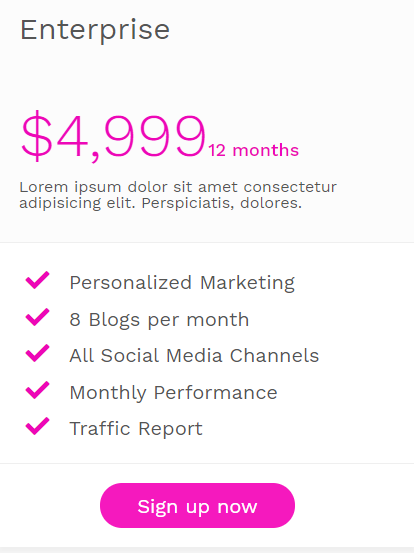 Enterprise
$4,999 12 months
Lorem ipsum dolor sit amet consectetur
adipisicing elit. Perspiciatis, dolores.
Personalized Marketing
8 Blogs per month
All Social Media Channels
Monthly Performance
Traffic Report
Sign up now